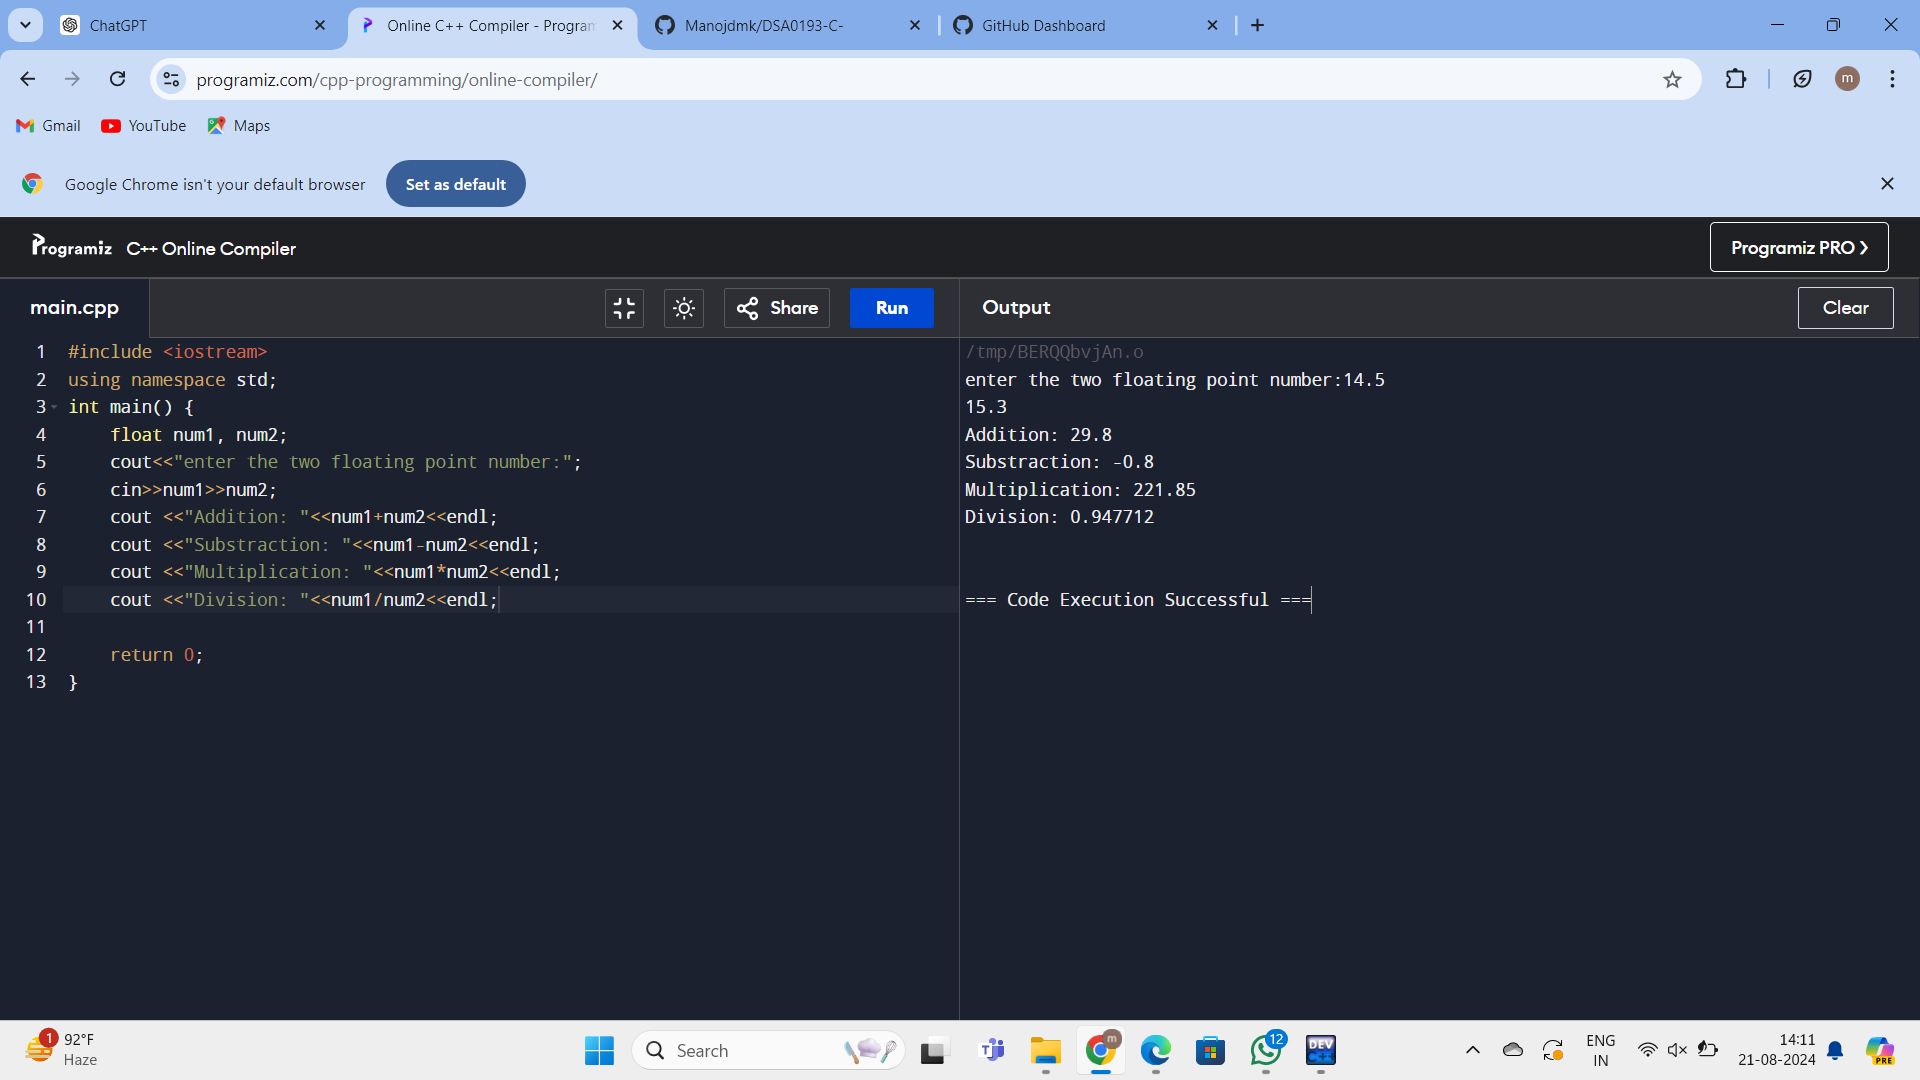 ChatGPT
Online C++ Compiler - Program
Manojdmk/DSA0193-C-
GitHub Dashboard
programiz.com/cpp-programming/online-compiler/
m
Gmail
YouTube
Maps
Google Chrome isn't your default browser
Set as default
Programiz
C++ Online Compiler
Programiz PRO
main.cpp
Share
Run
1 #include <iostream>
2 using namespace std;
3 int main() {
4 float num1, num2;
5 cout<<"enter the two floating point number:";
6 cin>>num1>>num2;
7 cout <<"Addition: "<<num1+num2<<endl;
8 cout <<"Substraction: "<<num1-num2<<endl;
9 cout <<"Multiplication: "<<num1*num2<<endl;
10 cout <<"Division: "<<num1/num2<<endl;
11
12 return 0;
13 }
Output
Clear
/tmp/BERQQbvjAn.o
enter the two floating point number:14.5
15.3
Addition: 29.8
Substraction: -0.8
Multiplication: 221.85
Division: 0.947712
=== Code Execution Successful ===
1
92°F
Haze
Search
m
12
DEV
ENG
IN
14:11
21-08-2024
PRE